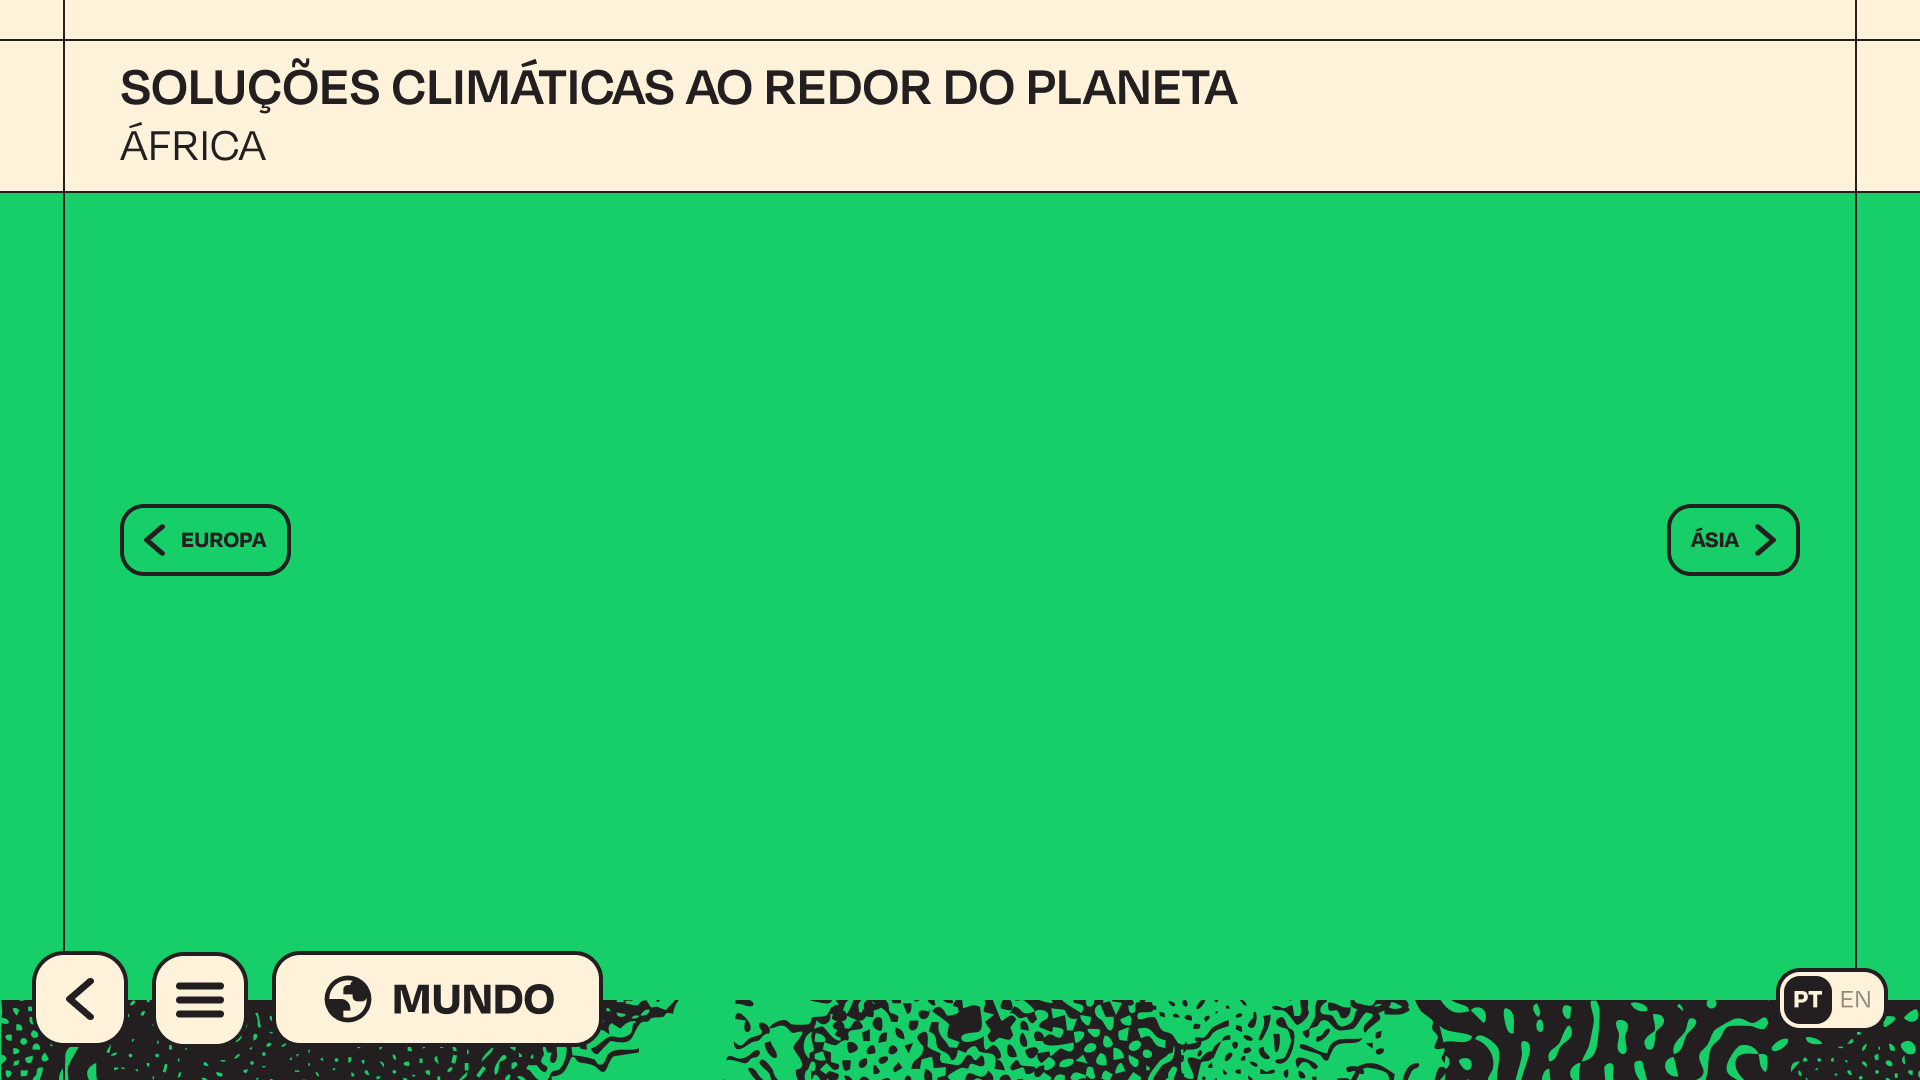 SOLUÇÕES CLIMÁTICAS AO REDOR DO PLANETA
ÁFRICA
EUROPA
ÁSIA
MUNDO
PT EN